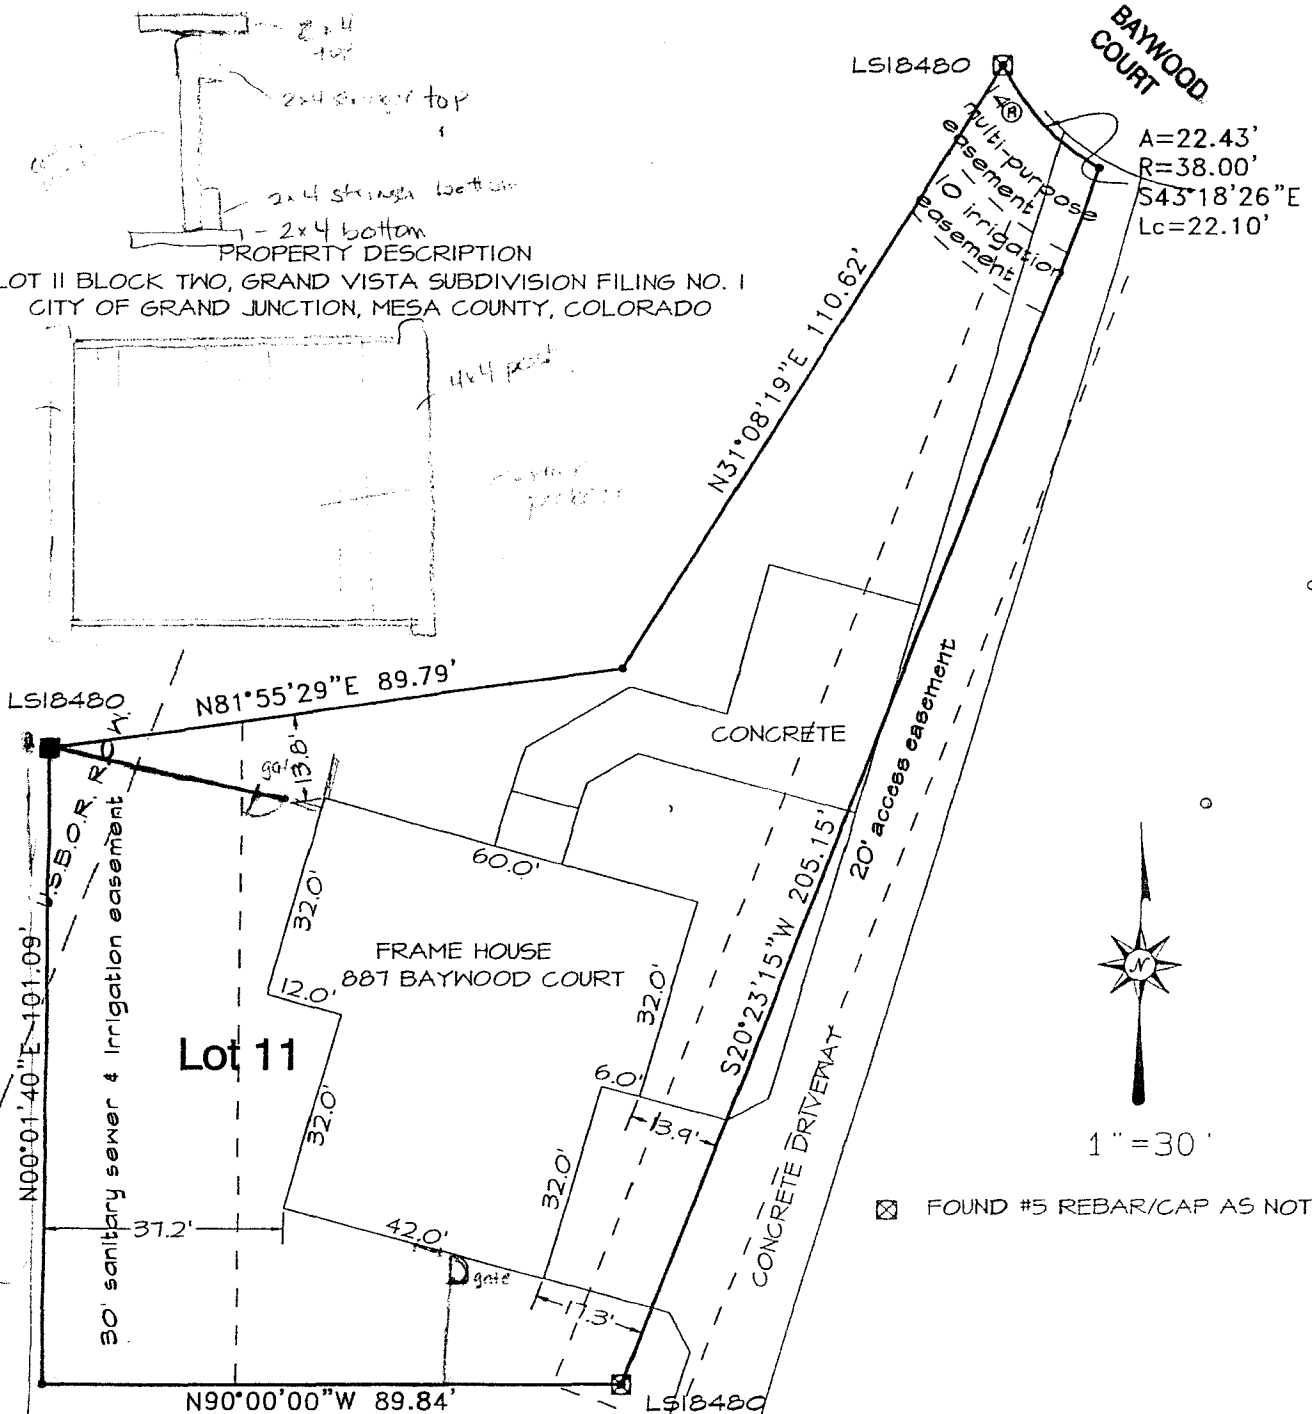 2x4
top
2x4 stringer top
2x4 stringer bottom
- 2x4 bottom
PROPERTY DESCRIPTION
LOT 11 BLOCK TWO, GRAND VISTA SUBDIVISION FILING NO. 1
CITY OF GRAND JUNCTION, MESA COUNTY, COLORADO
4x4 post
BAYWOOD
COURT
LS18480
A=22.43'
R=38.00'
S43°18'26"E
Lc=22.10'
14
multi-purpose
easement
10 irrigation
easement
N31°08'19"E 110.62'
N81°55'29"E 89.79'
LS18480
U.S.B.O.R. R.O.W.
13.8'
CONCRETE
20' access easement
60.0'
32.0'
FRAME HOUSE
887 BAYWOOD COURT
12.0'
32.0'
S20°23'15"W 205.15'
N00°01'40"E 101.09'
30' sanitary sewer & irrigation easement
Lot 11
32.0'
6.0'
13.9'
32.0'
CONCRETE DRIVEWAY
N
1"=30'
FOUND #5 REBAR/CAP AS NOT
37.2'
42.0'
gate
17.3'
N90°00'00"W 89.84'
LS18480